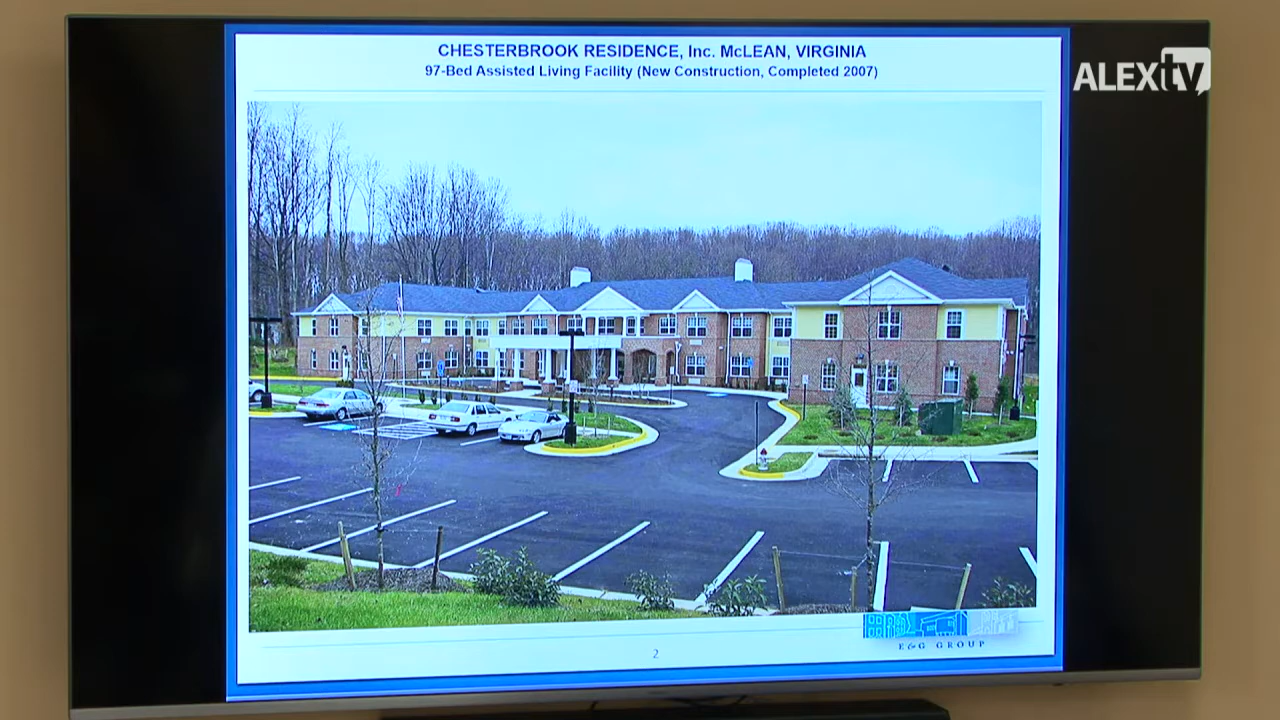 CHESTERBROOK RESIDENCE, Inc. McLEAN, VIRGINIA
97-Bed Assisted Living Facility (New Construction, Completed 2007)
ALEXtV
E&G GROUP
2